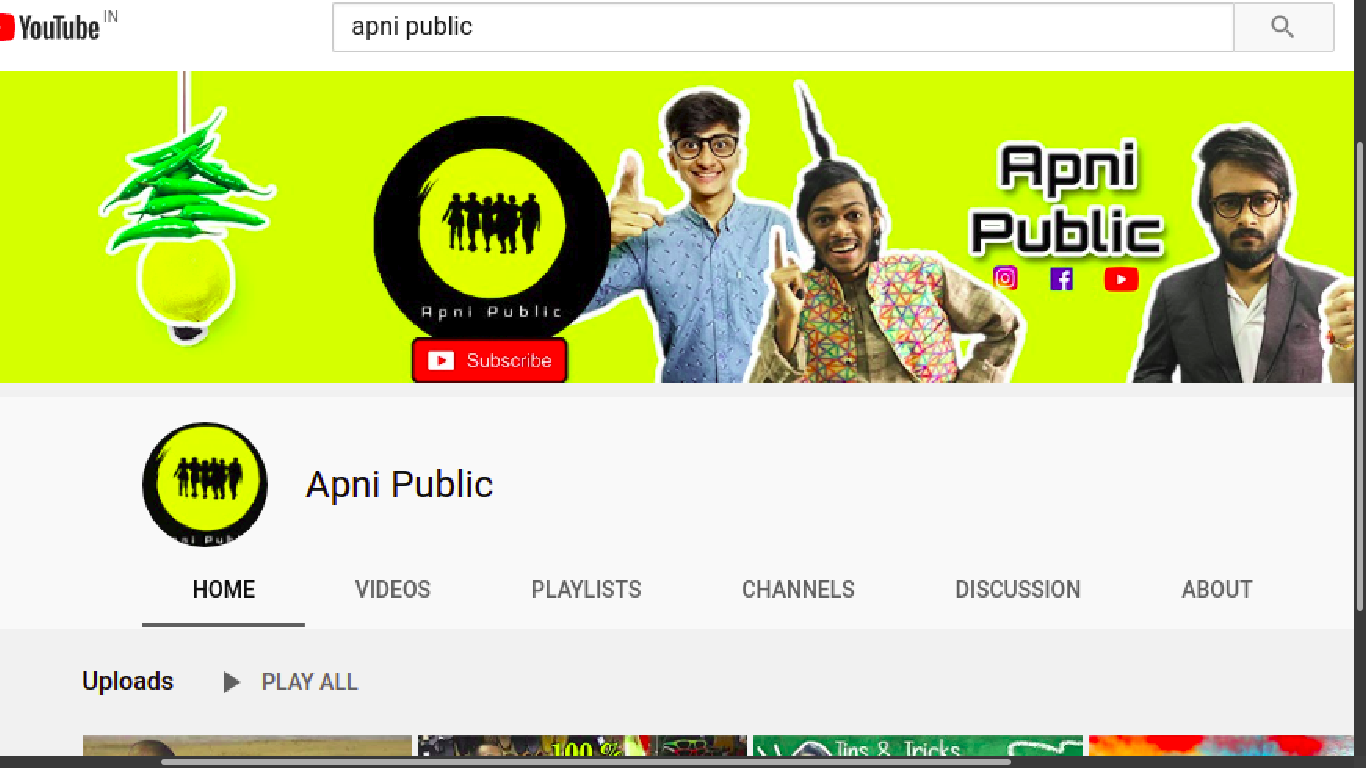 YouTube IN
apni public
Apni
Public
Apni Public
Subscribe
Apni Public
HOME VIDEOS PLAYLISTS CHANNELS DISCUSSION ABOUT
Uploads PLAY ALL
100 %
Tips & Tricks